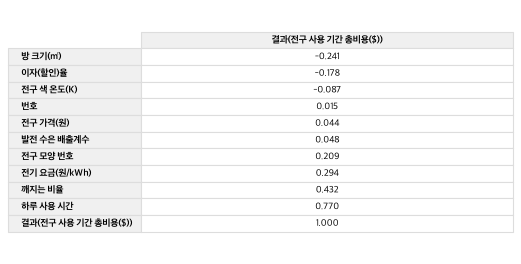 결과(전구 사용 기간 총비용($))
방 크기(㎡) -0.241
이자(할인)율 -0.178
전구 색 온도(K) -0.087
번호 0.015
전구 가격(원) 0.044
발전 수은 배출계수 0.048
전구 모양 번호 0.209
전기 요금(원/kWh) 0.294
깨지는 비율 0.432
하루 사용 시간 0.770
결과(전구 사용 기간 총비용($)) 1.000